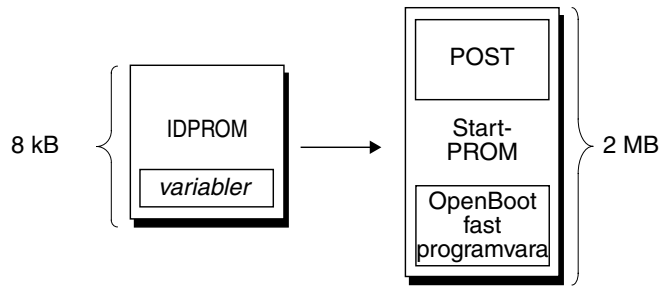 8 kB
IDPROM
variabler
POST
Start-
PROM
OpenBoot
fast
programvara
2 MB